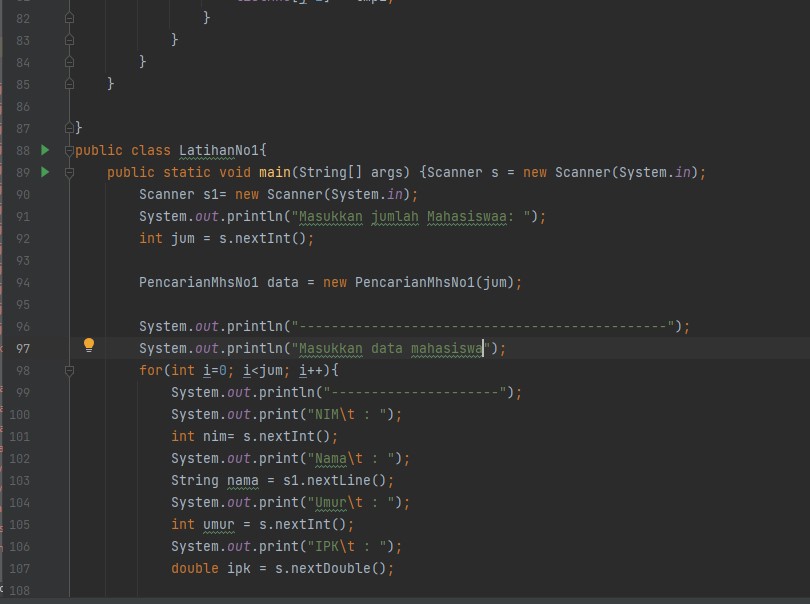 82 }
83 }
84 }
85 }
86
87 }
88 public class LatihanNo1{
89 public static void main(String[] args) {Scanner s = new Scanner(System.in);
90 Scanner s1= new Scanner(System.in);
91 System.out.println("Masukkan jumlah Mahasiswaa: ");
92 int jum = s.nextInt();
93
94 PencarianMhsNo1 data = new PencarianMhsNo1(jum);
95
96 System.out.println("----------------------------------------------");
97 System.out.println("Masukkan data mahasiswa");
98 for(int i=0; i<jum; i++){
99 System.out.println("---------------------");
100 System.out.print("NIM\t : ");
101 int nim= s.nextInt();
102 System.out.print("Nama\t : ");
103 String nama = s1.nextLine();
104 System.out.print("Umur\t : ");
105 int umur = s.nextInt();
106 System.out.print("IPK\t : ");
107 double ipk = s.nextDouble();
108